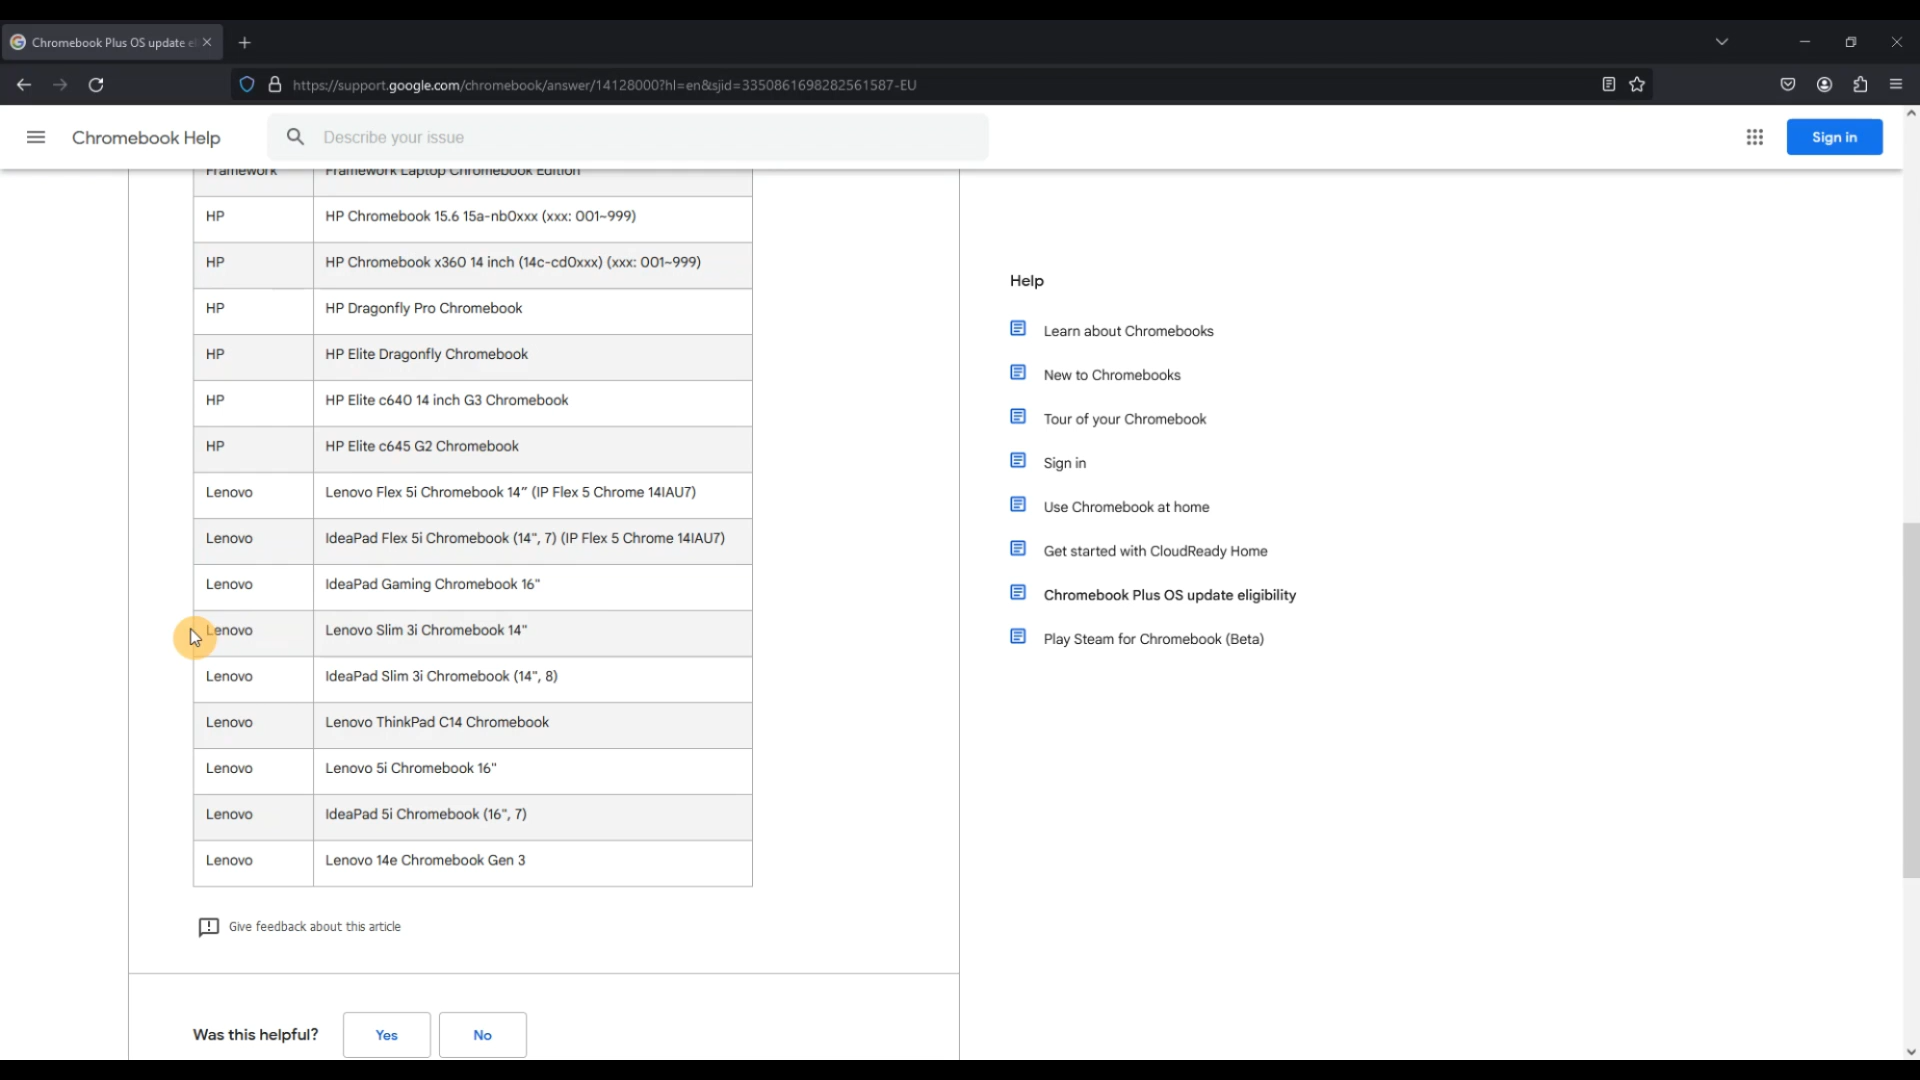 Chromebook Plus OS update e
https://support.google.com/chromebook/answer/14128000?hl=en&sjid=3350861698282561587-EU
Chromebook Help
Describe your issue
Sign in
Framework Framework Laptop Chromebook Edition
HP HP Chromebook 15.6 15a-nb0xxx (xxx: 001~999)
HP HP Chromebook x360 14 inch (14c-cd0xxx) (xxx: 001~999)
HP HP Dragonfly Pro Chromebook
HP HP Elite Dragonfly Chromebook
HP HP Elite c640 14 inch G3 Chromebook
HP HP Elite c645 G2 Chromebook
Lenovo Lenovo Flex 5i Chromebook 14” (IP Flex 5 Chrome 14IAU7)
Lenovo IdeaPad Flex 5i Chromebook (14", 7) (IP Flex 5 Chrome 14IAU7)
Lenovo IdeaPad Gaming Chromebook 16"
Lenovo Lenovo Slim 3i Chromebook 14"
Lenovo IdeaPad Slim 3i Chromebook (14", 8)
Lenovo Lenovo ThinkPad C14 Chromebook
Lenovo Lenovo 5i Chromebook 16"
Lenovo IdeaPad 5i Chromebook (16", 7)
Lenovo Lenovo 14e Chromebook Gen 3
Give feedback about this article
Was this helpful?
Yes
No
Help
Learn about Chromebooks
New to Chromebooks
Tour of your Chromebook
Sign in
Use Chromebook at home
Get started with CloudReady Home
Chromebook Plus OS update eligibility
Play Steam for Chromebook (Beta)